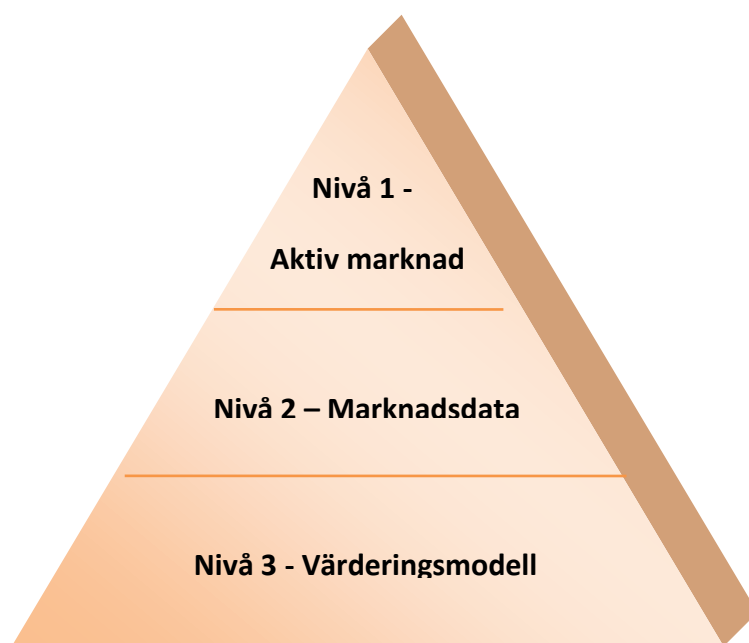 Nivå 1 -
Aktiv marknad
Nivå 2 – Marknadsdata
Nivå 3 - Värderingsmodell